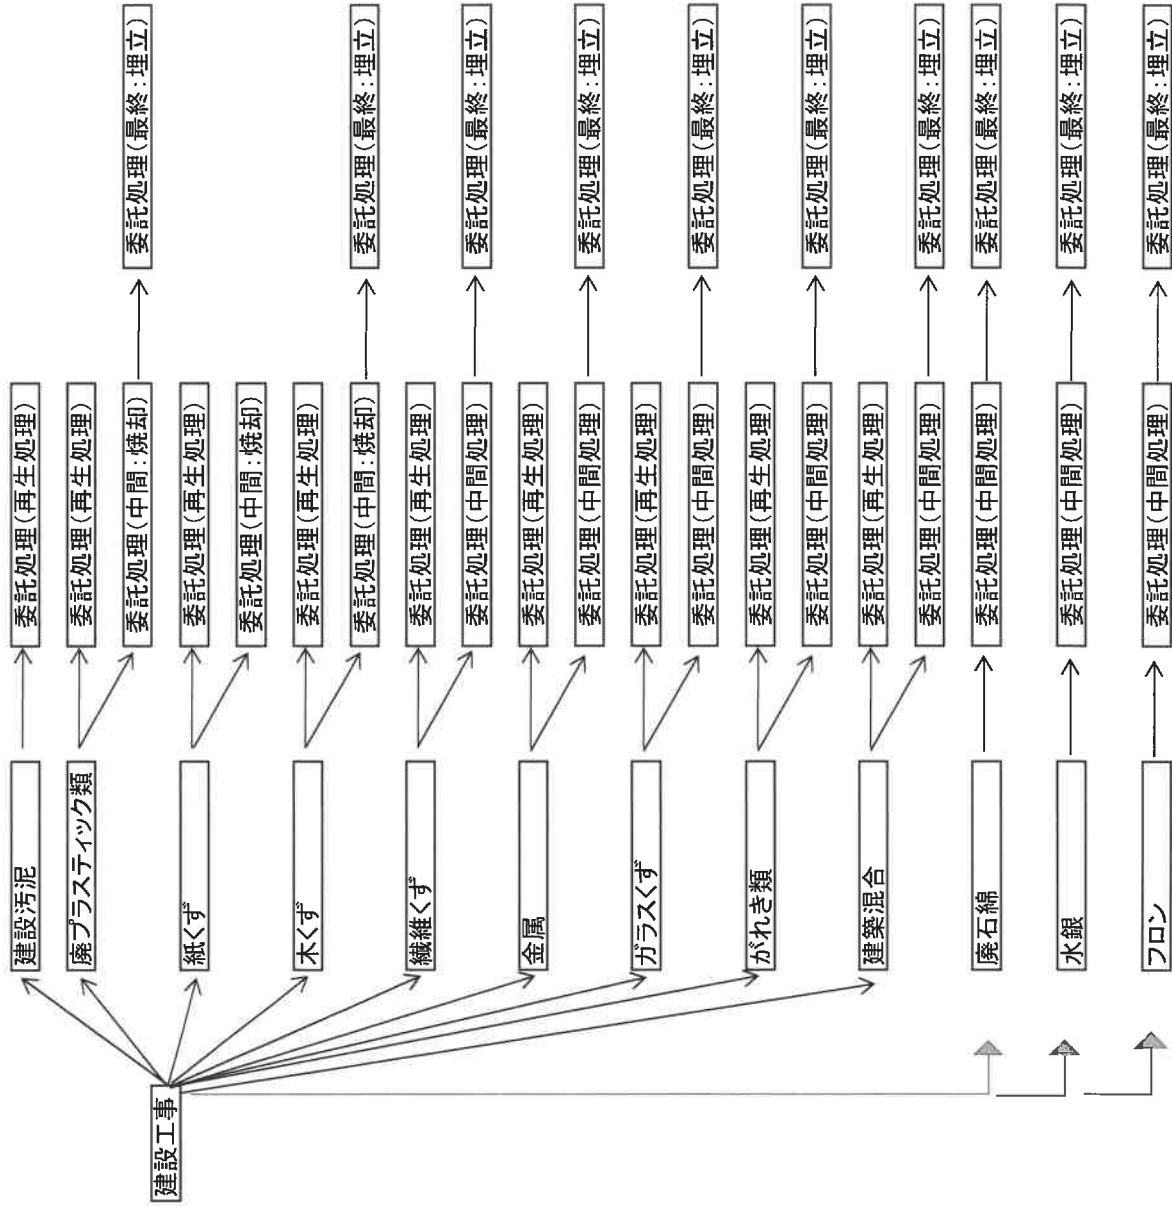 建設汚泥
委託処理(再生処理)
廃プラスティック類
委託処理(再生処理)
委託処理(中間:焼却)
委託処理(最終:埋立)
建設工事
紙くず
委託処理(再生処理)
委託処理(中間:焼却)
木くず
委託処理(再生処理)
委託処理(中間:焼却)
委託処理(最終:埋立)
繊維くず
委託処理(再生処理)
委託処理(中間処理)
委託処理(最終:埋立)
金属
委託処理(再生処理)
委託処理(中間処理)
委託処理(最終:埋立)
ガラスくず
委託処理(再生処理)
委託処理(中間処理)
委託処理(最終:埋立)
がれき類
委託処理(再生処理)
委託処理(中間処理)
委託処理(最終:埋立)
建築混合
委託処理(再生処理)
委託処理(中間処理)
委託処理(最終:埋立)
廃石綿
委託処理(中間処理)
委託処理(最終:埋立)
水銀
委託処理(中間処理)
委託処理(最終:埋立)
フロン
委託処理(中間処理)
委託処理(最終:埋立)